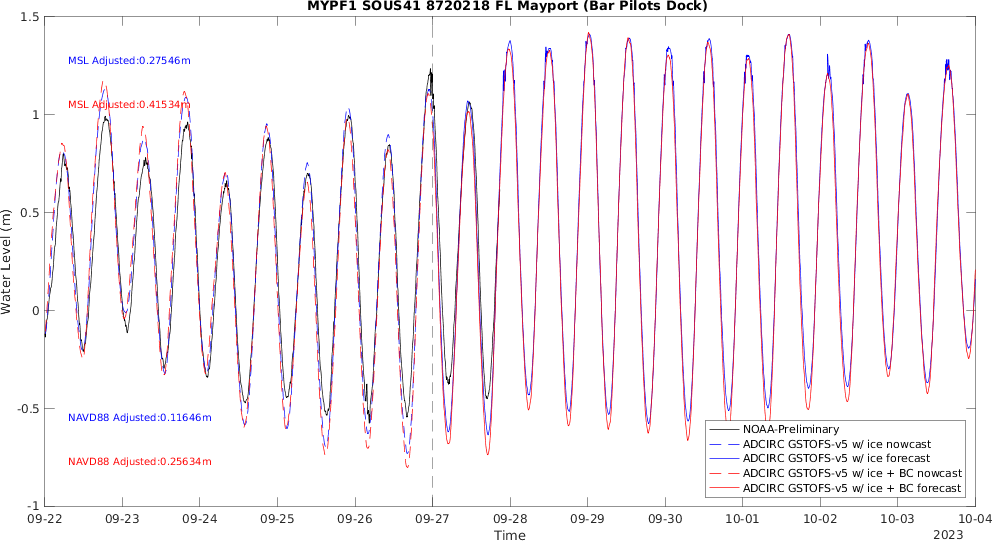 MYPF1 SOUS41 8720218 FL Mayport (Bar Pilots Dock)
1.5
1
0.5
0
-0.5
-1
Water Level (m)
MSL Adjusted:0.27546m
MSL Adjusted:0.41534m
NAVD88 Adjusted:0.11646m
NAVD88 Adjusted:0.25634m
NOAA-Preliminary
ADCIRC GSTOFS-v5 w/ ice nowcast
ADCIRC GSTOFS-v5 w/ ice forecast
ADCIRC GSTOFS-v5 w/ ice + BC nowcast
ADCIRC GSTOFS-v5 w/ ice + BC forecast
09-22 09-23 09-24 09-25 09-26 09-27 09-28 09-29 09-30 10-01 10-02 10-03 10-04
Time
2023